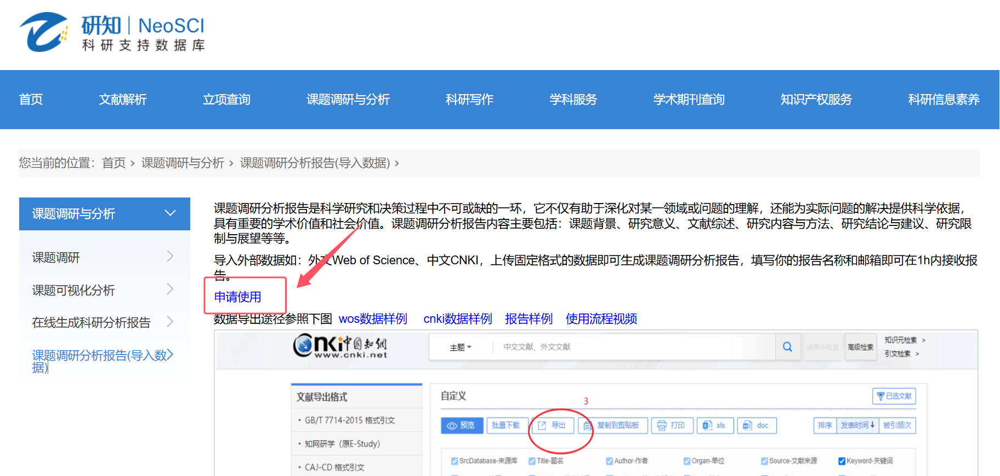 研知 | NeoSCI
科研支持数据库
首页 文献解析 立项查询 课题调研与分析 科研写作 学科服务 学术期刊查询 知识产权服务 科研信息素养
您当前的位置：首页 > 课题调研与分析 > 课题调研分析报告(导入数据) >
课题调研与分析
课题调研
课题可视化分析
在线生成科研分析报告
课题调研分析报告(导入数
据)
课题调研分析报告是科学研究和决策过程中不可或缺的一环，它不仅有助于深化对某一领域或问题的理解，还能为实际问题的解决提供科学依据，
具有重要的学术价值和社会价值。课题调研分析报告内容主要包括：课题背景、研究意义、文献综述、研究内容与方法、研究结论与建议、研究限
制与展望等等。
导入外部数据如：外文Web of Science、中文CNKI，上传固定格式的数据即可生成课题调研分析报告，填写你的报告名称和邮箱即可在1h内接收报
告。
申请使用
数据导出途径参照下图 wos数据样例 cnki数据样例 报告样例 使用流程视频
cnki中国知网
www.cnki.net
主题 中文文献、外文文献 结果中检索 高级检索
知识元检索 >
引文检索 >
文献导出格式
· GB/T 7714-2015 格式引文
· 知网研学（原E-Study)
· CAJ-CD 格式引文
自定义
已选文献
3
预览 批量下载 导出 复制到剪贴板 打印 xls doc
排序 发表时间↓ 被引频次
SrcDatabase-来源库 Title-题名 Author-作者 Organ-单位 Source-文献来源 Keyword-关键词